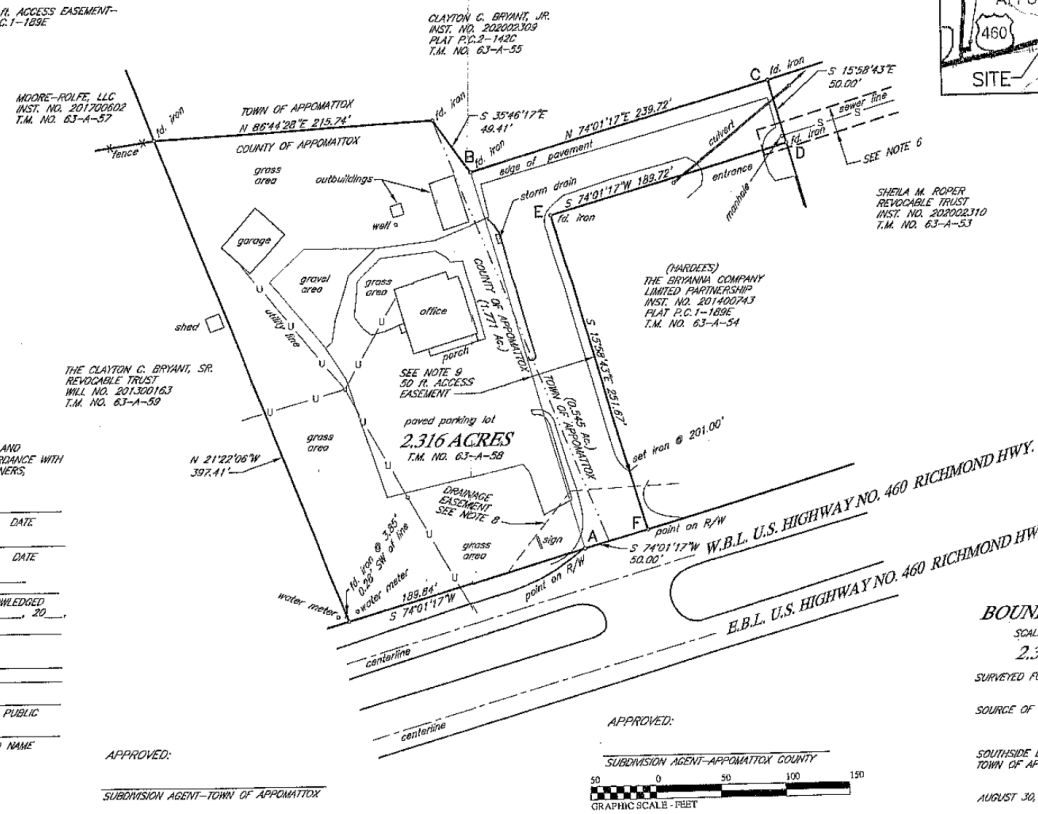 FT. ACCESS EASEMENT-
C.1-189E
CLAYTON C. BRYANT, JR.
INST. NO. 202002309
PLAT P.C.2-142C
T.M. NO. 63-A-55
460
SITE
MOORE-ROLFE, LLC
INST. NO. 201700602
T.M. NO. 63-A-57
fd. iron
TOWN OF APPOMATTOX
N 86°44'28"E 215.74'
COUNTY OF APPOMATTOX
fence
fd. iron
S 35°46'17"E
49.41'
B
fd. iron
N 74°01'17"E 239.72'
edge of pavement
C
fd. iron
S 15°58'43"E
50.00'
culvert
sewer line
S
S
fd. iron
D
SEE NOTE 6
manhole
entrance
S 74°01'17"W 189.72'
E
fd. iron
storm drain
SHEILA M. ROPER
REVOCABLE TRUST
INST. NO. 202002310
T.M. NO. 63-A-53
grass
area
outbuildings
well
garage
gravel
area
grass
area
office
porch
utility line
U
U
U
U
U
U
U
U
U
U
U
shed
COUNTY OF APPOMATTOX
(1.771 Ac.)
TOWN OF APPOMATTOX
(0.545 Ac.)
(HARDEES)
THE BRYANNA COMPANY
LIMITED PARTNERSHIP
INST. NO. 201400743
PLAT P.C.1-189E
T.M. NO. 63-A-54
S 15°58'43"E 251.67'
THE CLAYTON C. BRYANT, SR.
REVOCABLE TRUST
WILL NO. 201300163
T.M. NO. 63-A-59
SEE NOTE 9
50 ft. ACCESS
EASEMENT
paved parking lot
2.316 ACRES
T.M. NO. 63-A-58
grass
area
set iron @ 201.00'
N 21°22'06"W
397.41'
DRAINAGE
EASEMENT
SEE NOTE 8
grass
area
sign
A
F
point on R/W
S 74°01'17"W
50.00'
point on R/W
fd. iron @ 3.85'
0.26' SW of line
water meter
water meter
189.84'
S 74°01'17"W
W.B.L. U.S. HIGHWAY NO. 460 RICHMOND HWY.
E.B.L. U.S. HIGHWAY NO. 460 RICHMOND HW
centerline
centerline
AND
RDANCE WITH
NERS,
DATE
DATE
WLEDGED
, 20
PUBLIC
NAME
APPROVED:
SUBDIVISION AGENT-TOWN OF APPOMATTOX
APPROVED:
SUBDIVISION AGENT-APPOMATTOX COUNTY
50 0 50 100 150
GRAPHIC SCALE - FEET
BOUN
SCAL
2.3
SURVEYED F
SOURCE OF
SOUTHSIDE
TOWN OF AP
AUGUST 30,